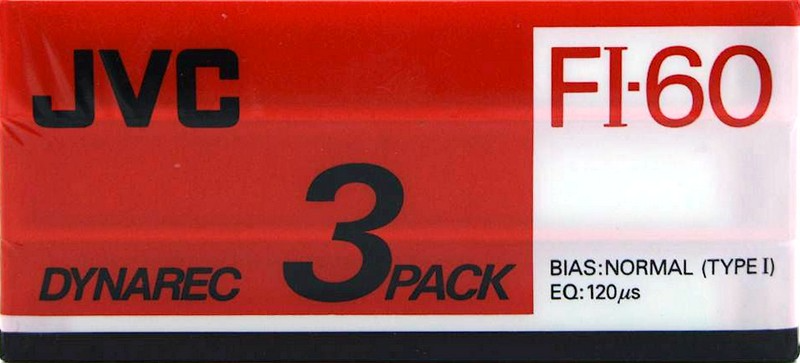 JVC
FI-60
DYNAREC 3 PACK
BIAS:NORMAL (TYPE I)
EQ:120μs